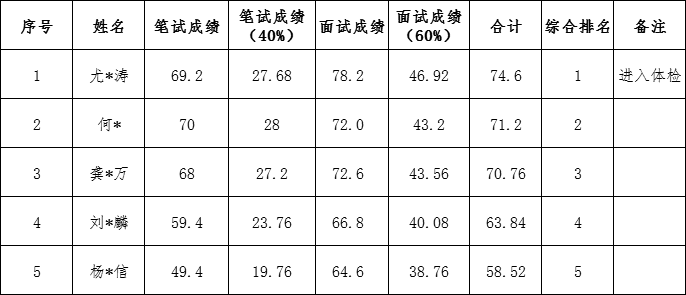 序号 姓名 笔试成绩 笔试成绩（40%） 面试成绩 面试成绩（60%） 合计 综合排名 备注
1 尤*涛 69.2 27.68 78.2 46.92 74.6 1 进入体检
2 何* 70 28 72.0 43.2 71.2 2
3 龚*万 68 27.2 72.6 43.56 70.76 3
4 刘*麟 59.4 23.76 66.8 40.08 63.84 4
5 杨*信 49.4 19.76 64.6 38.76 58.52 5